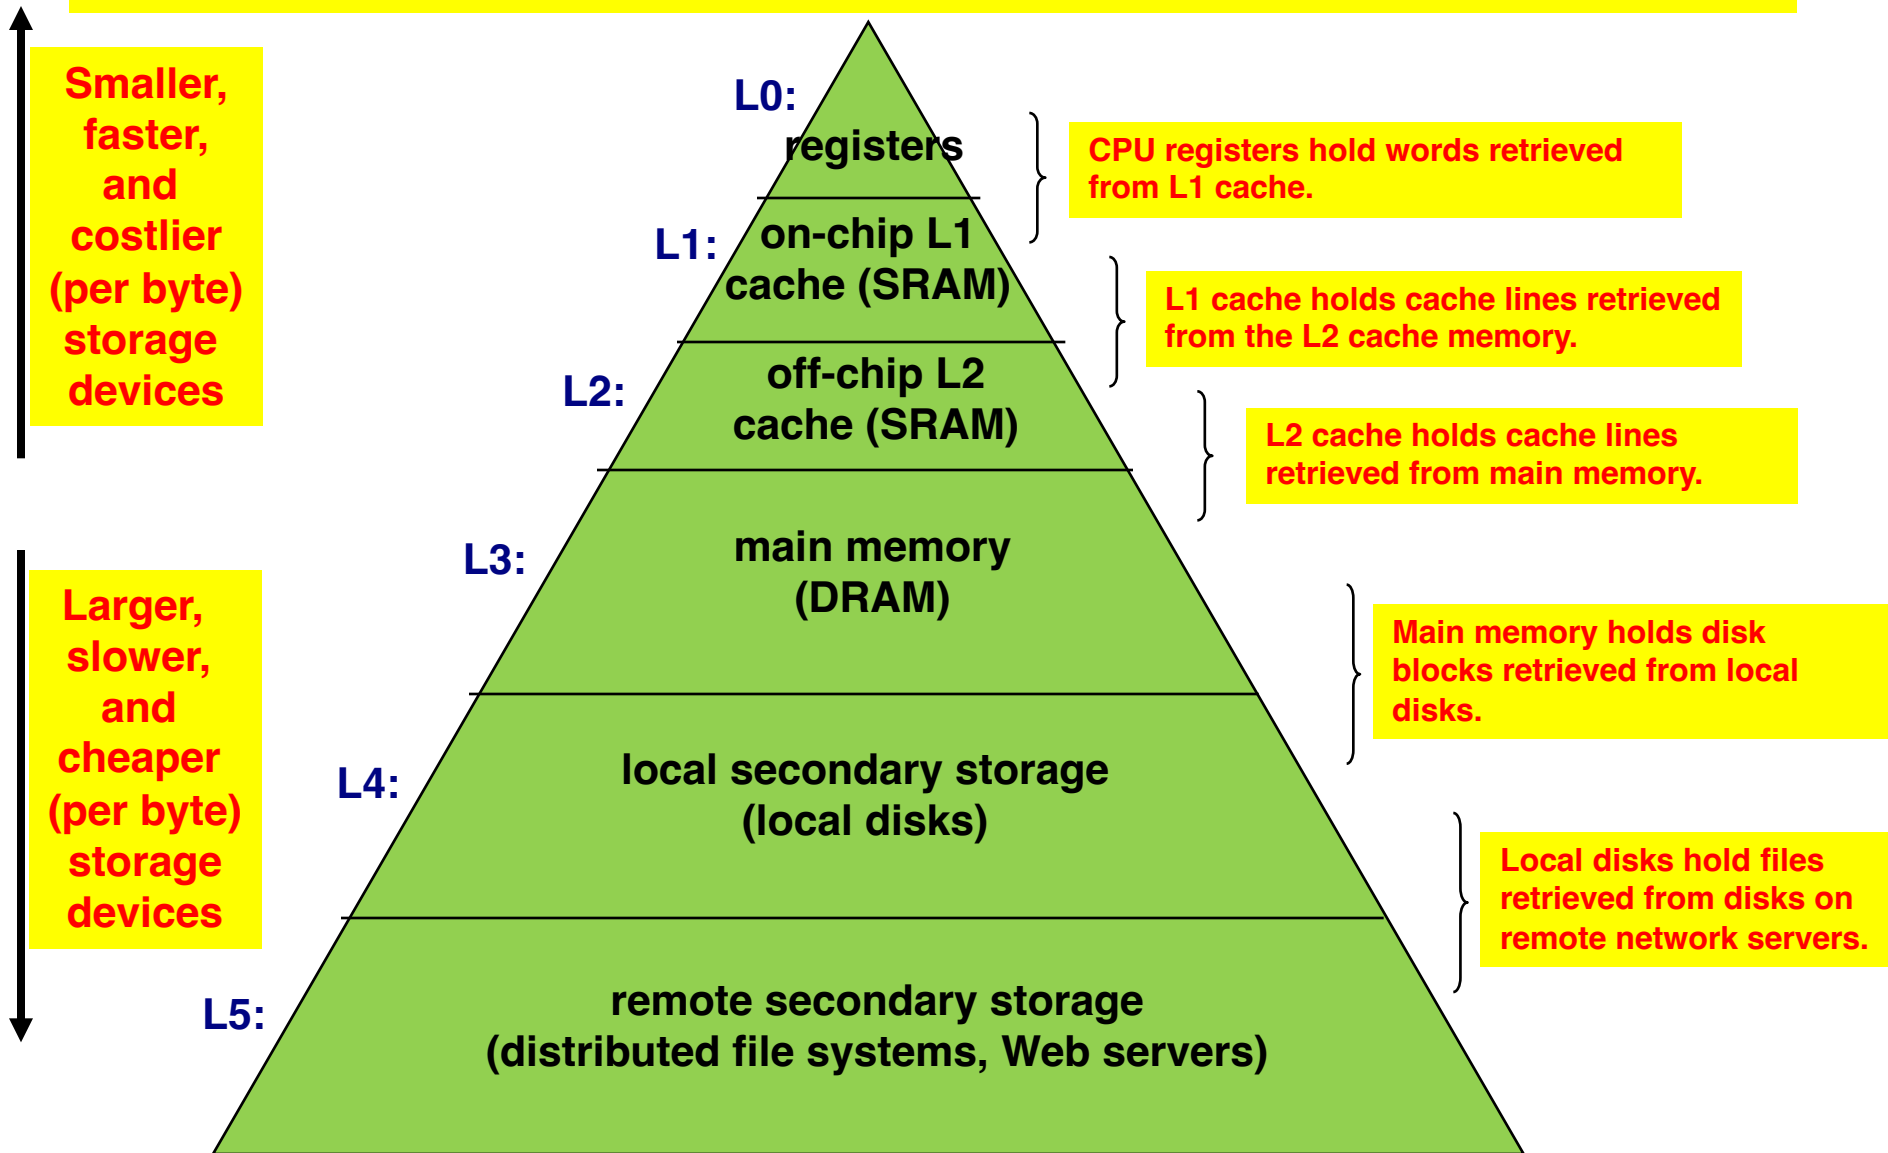 Smaller,
faster,
and
costlier
(per byte)
storage
devices
Larger,
slower,
and
cheaper
(per byte)
storage
devices
L0:
registers
CPU registers hold words retrieved
from L1 cache.
L1:
on-chip L1
cache (SRAM)
L1 cache holds cache lines retrieved
from the L2 cache memory.
L2:
off-chip L2
cache (SRAM)
L2 cache holds cache lines
retrieved from main memory.
L3:
main memory
(DRAM)
Main memory holds disk
blocks retrieved from local
disks.
L4:
local secondary storage
(local disks)
Local disks hold files
retrieved from disks on
remote network servers.
L5:
remote secondary storage
(distributed file systems, Web servers)